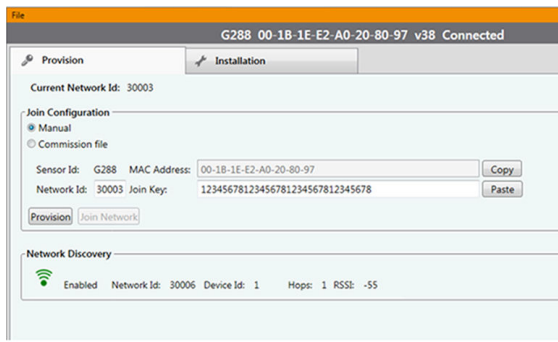 File
G288 00-1B-1E-E2-A0-20-80-97 v38 Connected
Provision
Installation
Current Network Id: 30003
Join Configuration
Manual
Commission file
Sensor Id: G288 MAC Address: 00-1B-1E-E2-A0-20-80-97 Copy
Network Id: 30003 Join Key: 12345678123456781234567812345678 Paste
Provision Join Network
Network Discovery
Enabled Network Id: 30006 Device Id: 1 Hops: 1 RSSI: -55